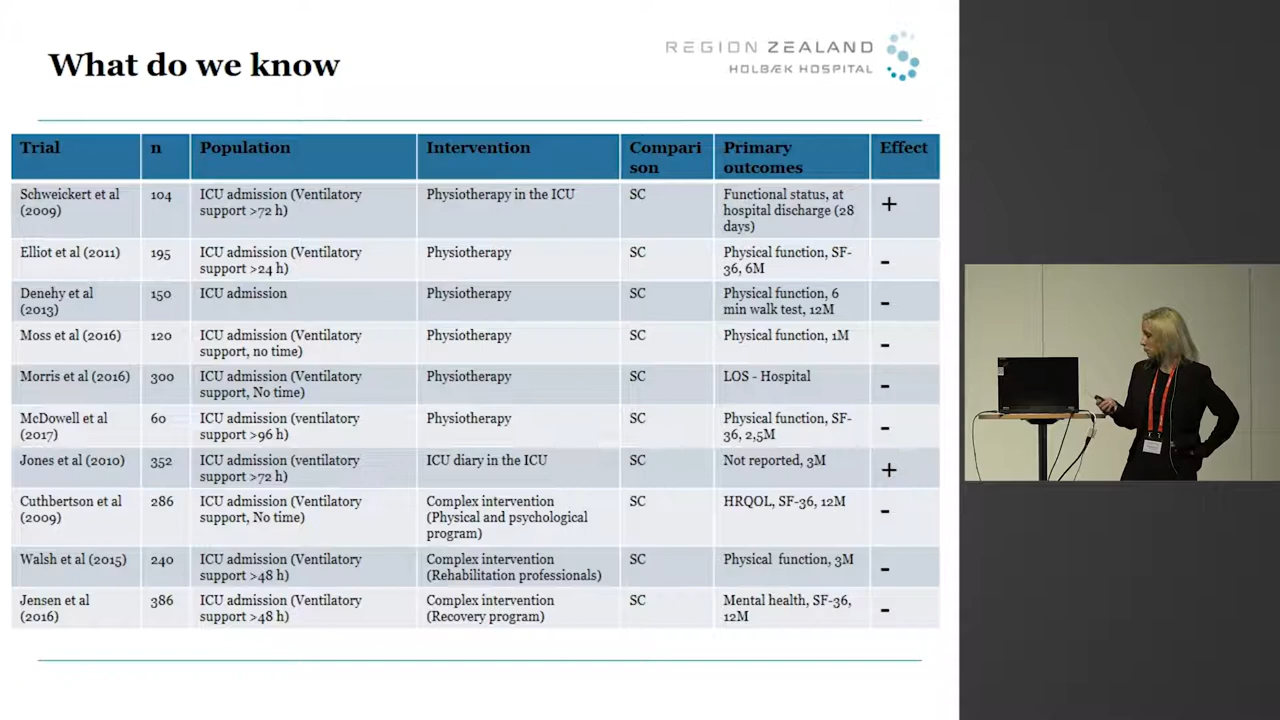 What do we know
REGION ZEALAND
HOLBÆK HOSPITAL
Trial n Population Intervention Compari Primary Effect
son outcomes
Schweickert et al 104 ICU admission (Ventilatory Physiotherapy in the ICU SC Functional status, at +
(2009) support >72 h) hospital discharge (28
days)
Elliot et al (2011) 195 ICU admission (Ventilatory Physiotherapy SC Physical function, SF- -
support >24 h) 36, 6M
Denehy et al 150 ICU admission Physiotherapy SC Physical function, 6 -
(2013) min walk test, 12M
Moss et al (2016) 120 ICU admission (Ventilatory Physiotherapy SC Physical function, 1M -
support, no time)
Morris et al (2016) 300 ICU admission (Ventilatory Physiotherapy SC LOS - Hospital -
support, No time)
McDowell et al 60 ICU admission (ventilatory Physiotherapy SC Physical function, SF- -
(2017) support >96 h) 36, 2,5M
Jones et al (2010) 352 ICU admission (ventilatory ICU diary in the ICU SC Not reported, 3M +
support >72 h)
Cuthbertson et al 286 ICU admission (Ventilatory Complex intervention SC HRQOL, SF-36, 12M -
(2009) support, No time) (Physical and psychological
program)
Walsh et al (2015) 240 ICU admission (Ventilatory Complex intervention SC Physical function, 3M -
support >48 h) (Rehabilitation professionals)
Jensen et al 386 ICU admission (Ventilatory Complex intervention SC Mental health, SF-36, -
(2016) support >48 h) (Recovery program) 12M